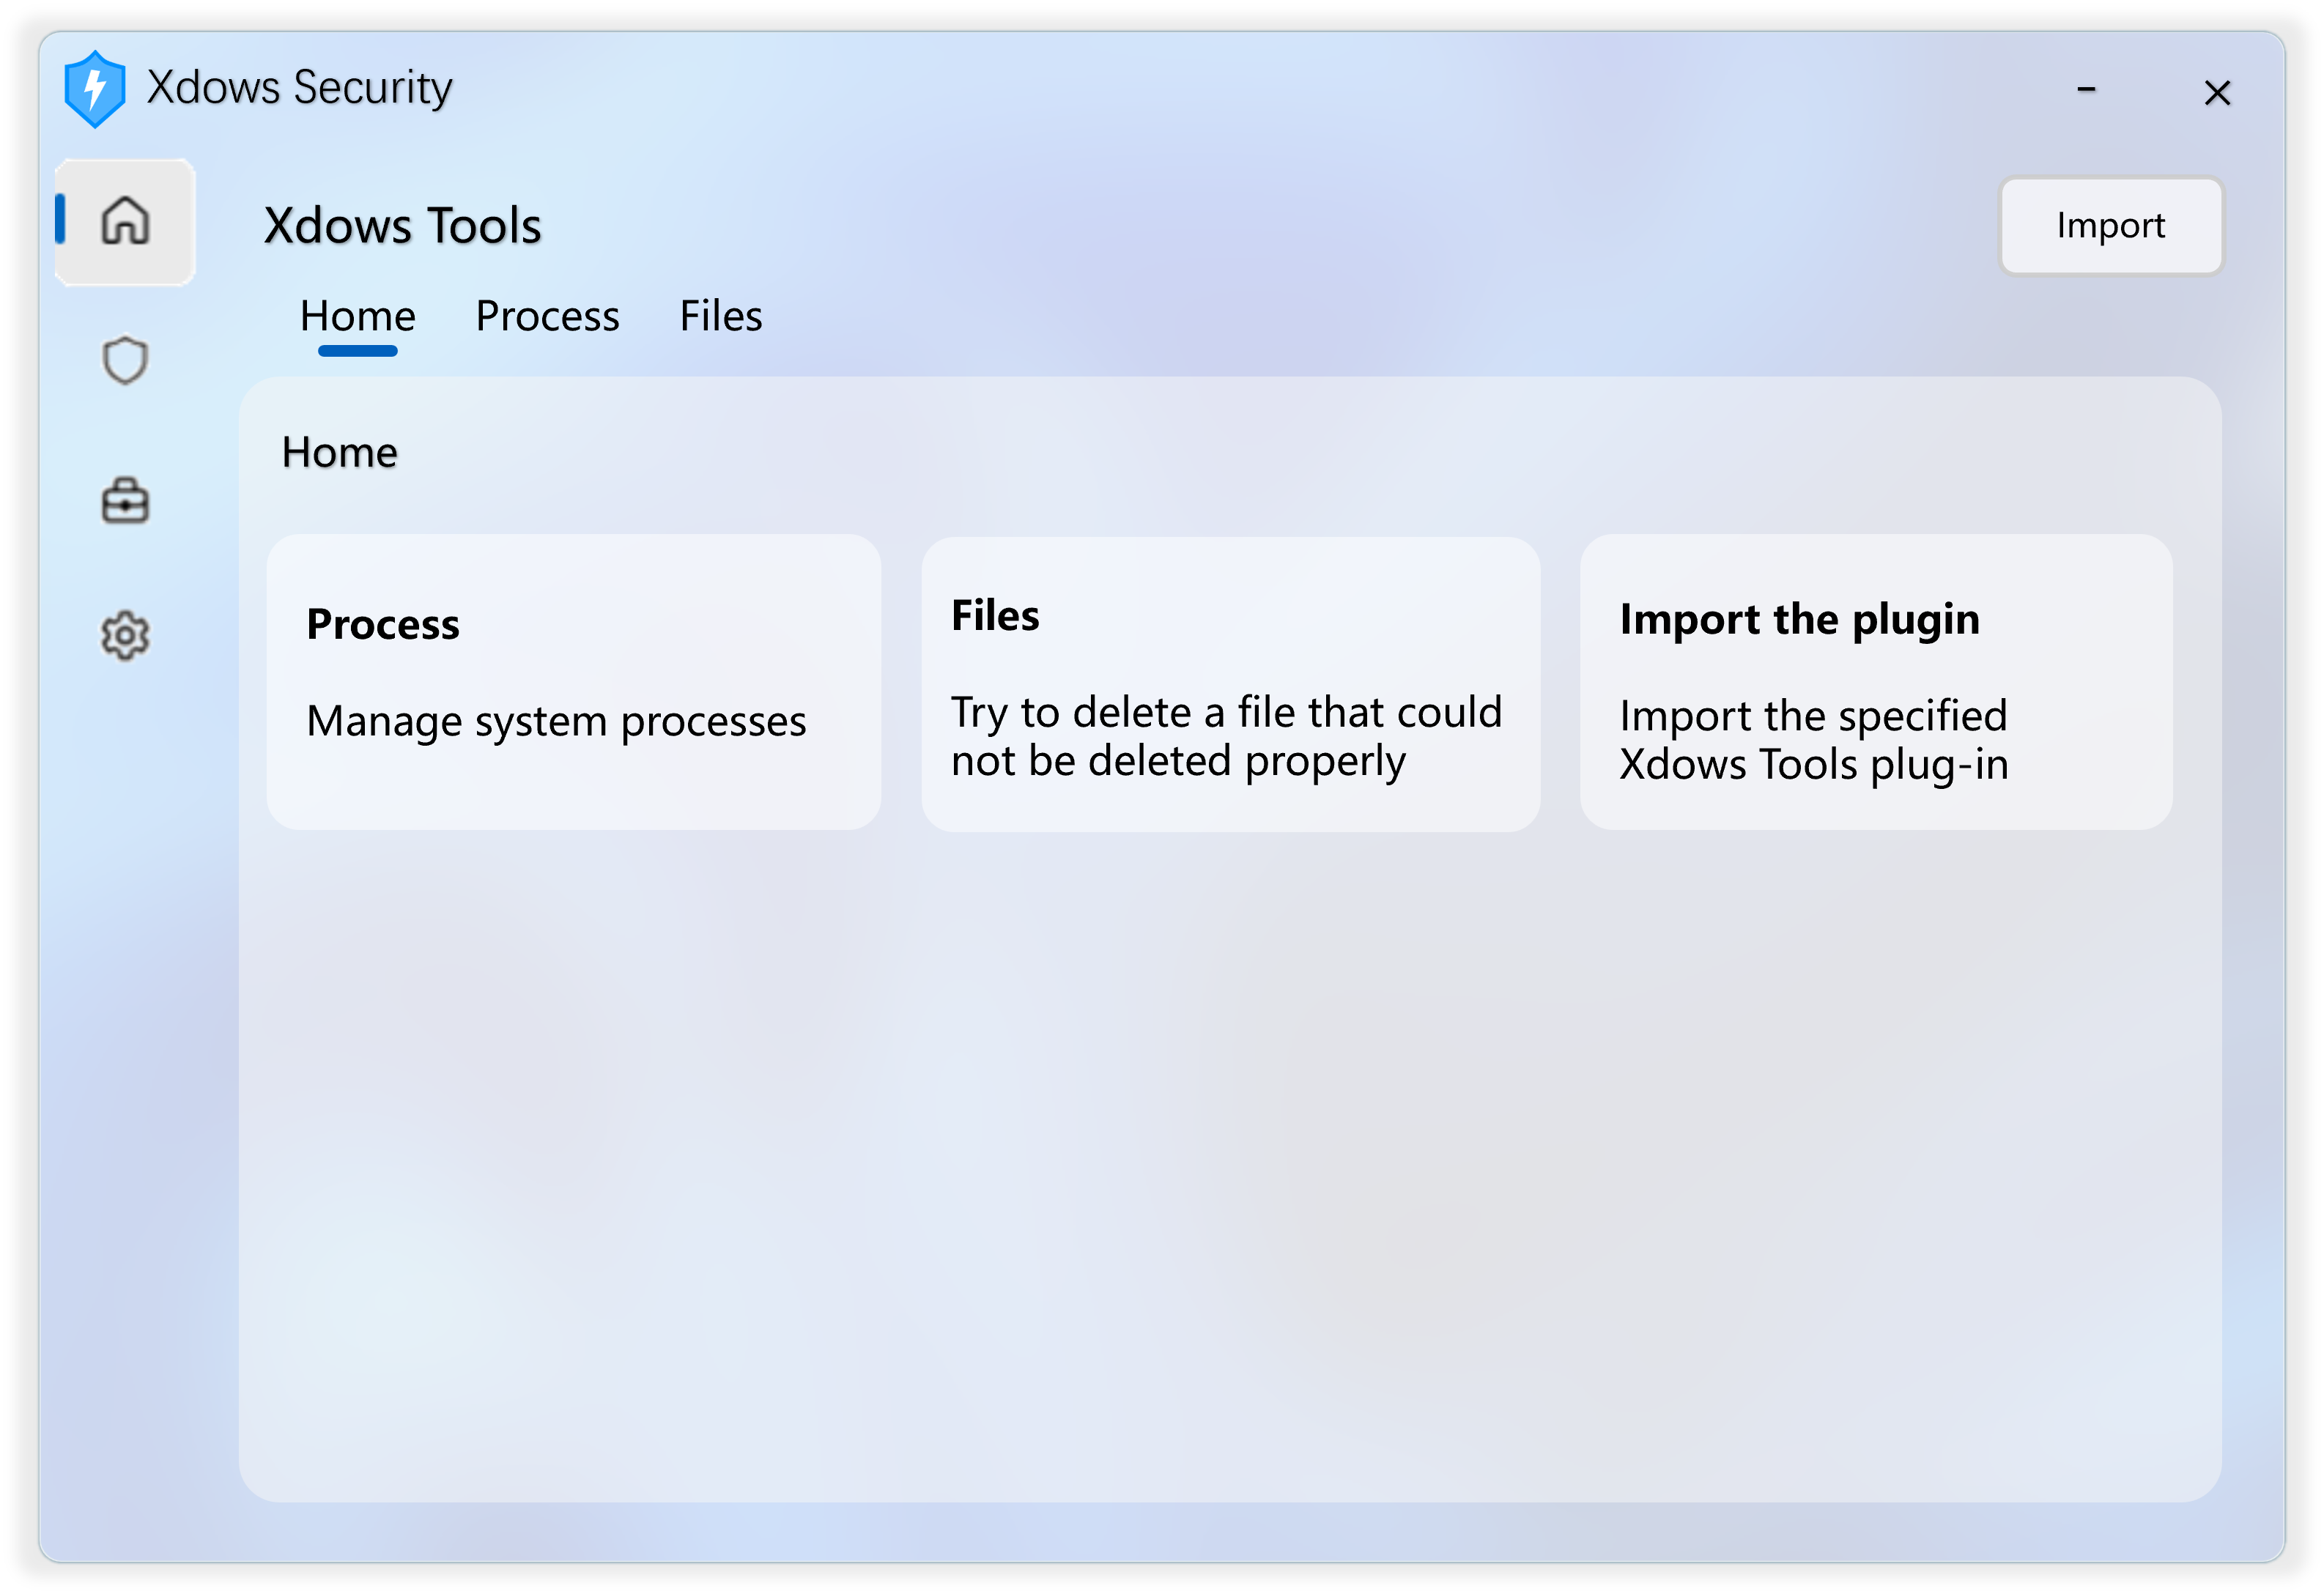 Xdows Security
Xdows Tools
Import
Home
Process
Files
Home
Process
Manage system processes
Files
Try to delete a file that could
not be deleted properly
Import the plugin
Import the specified
Xdows Tools plug-in